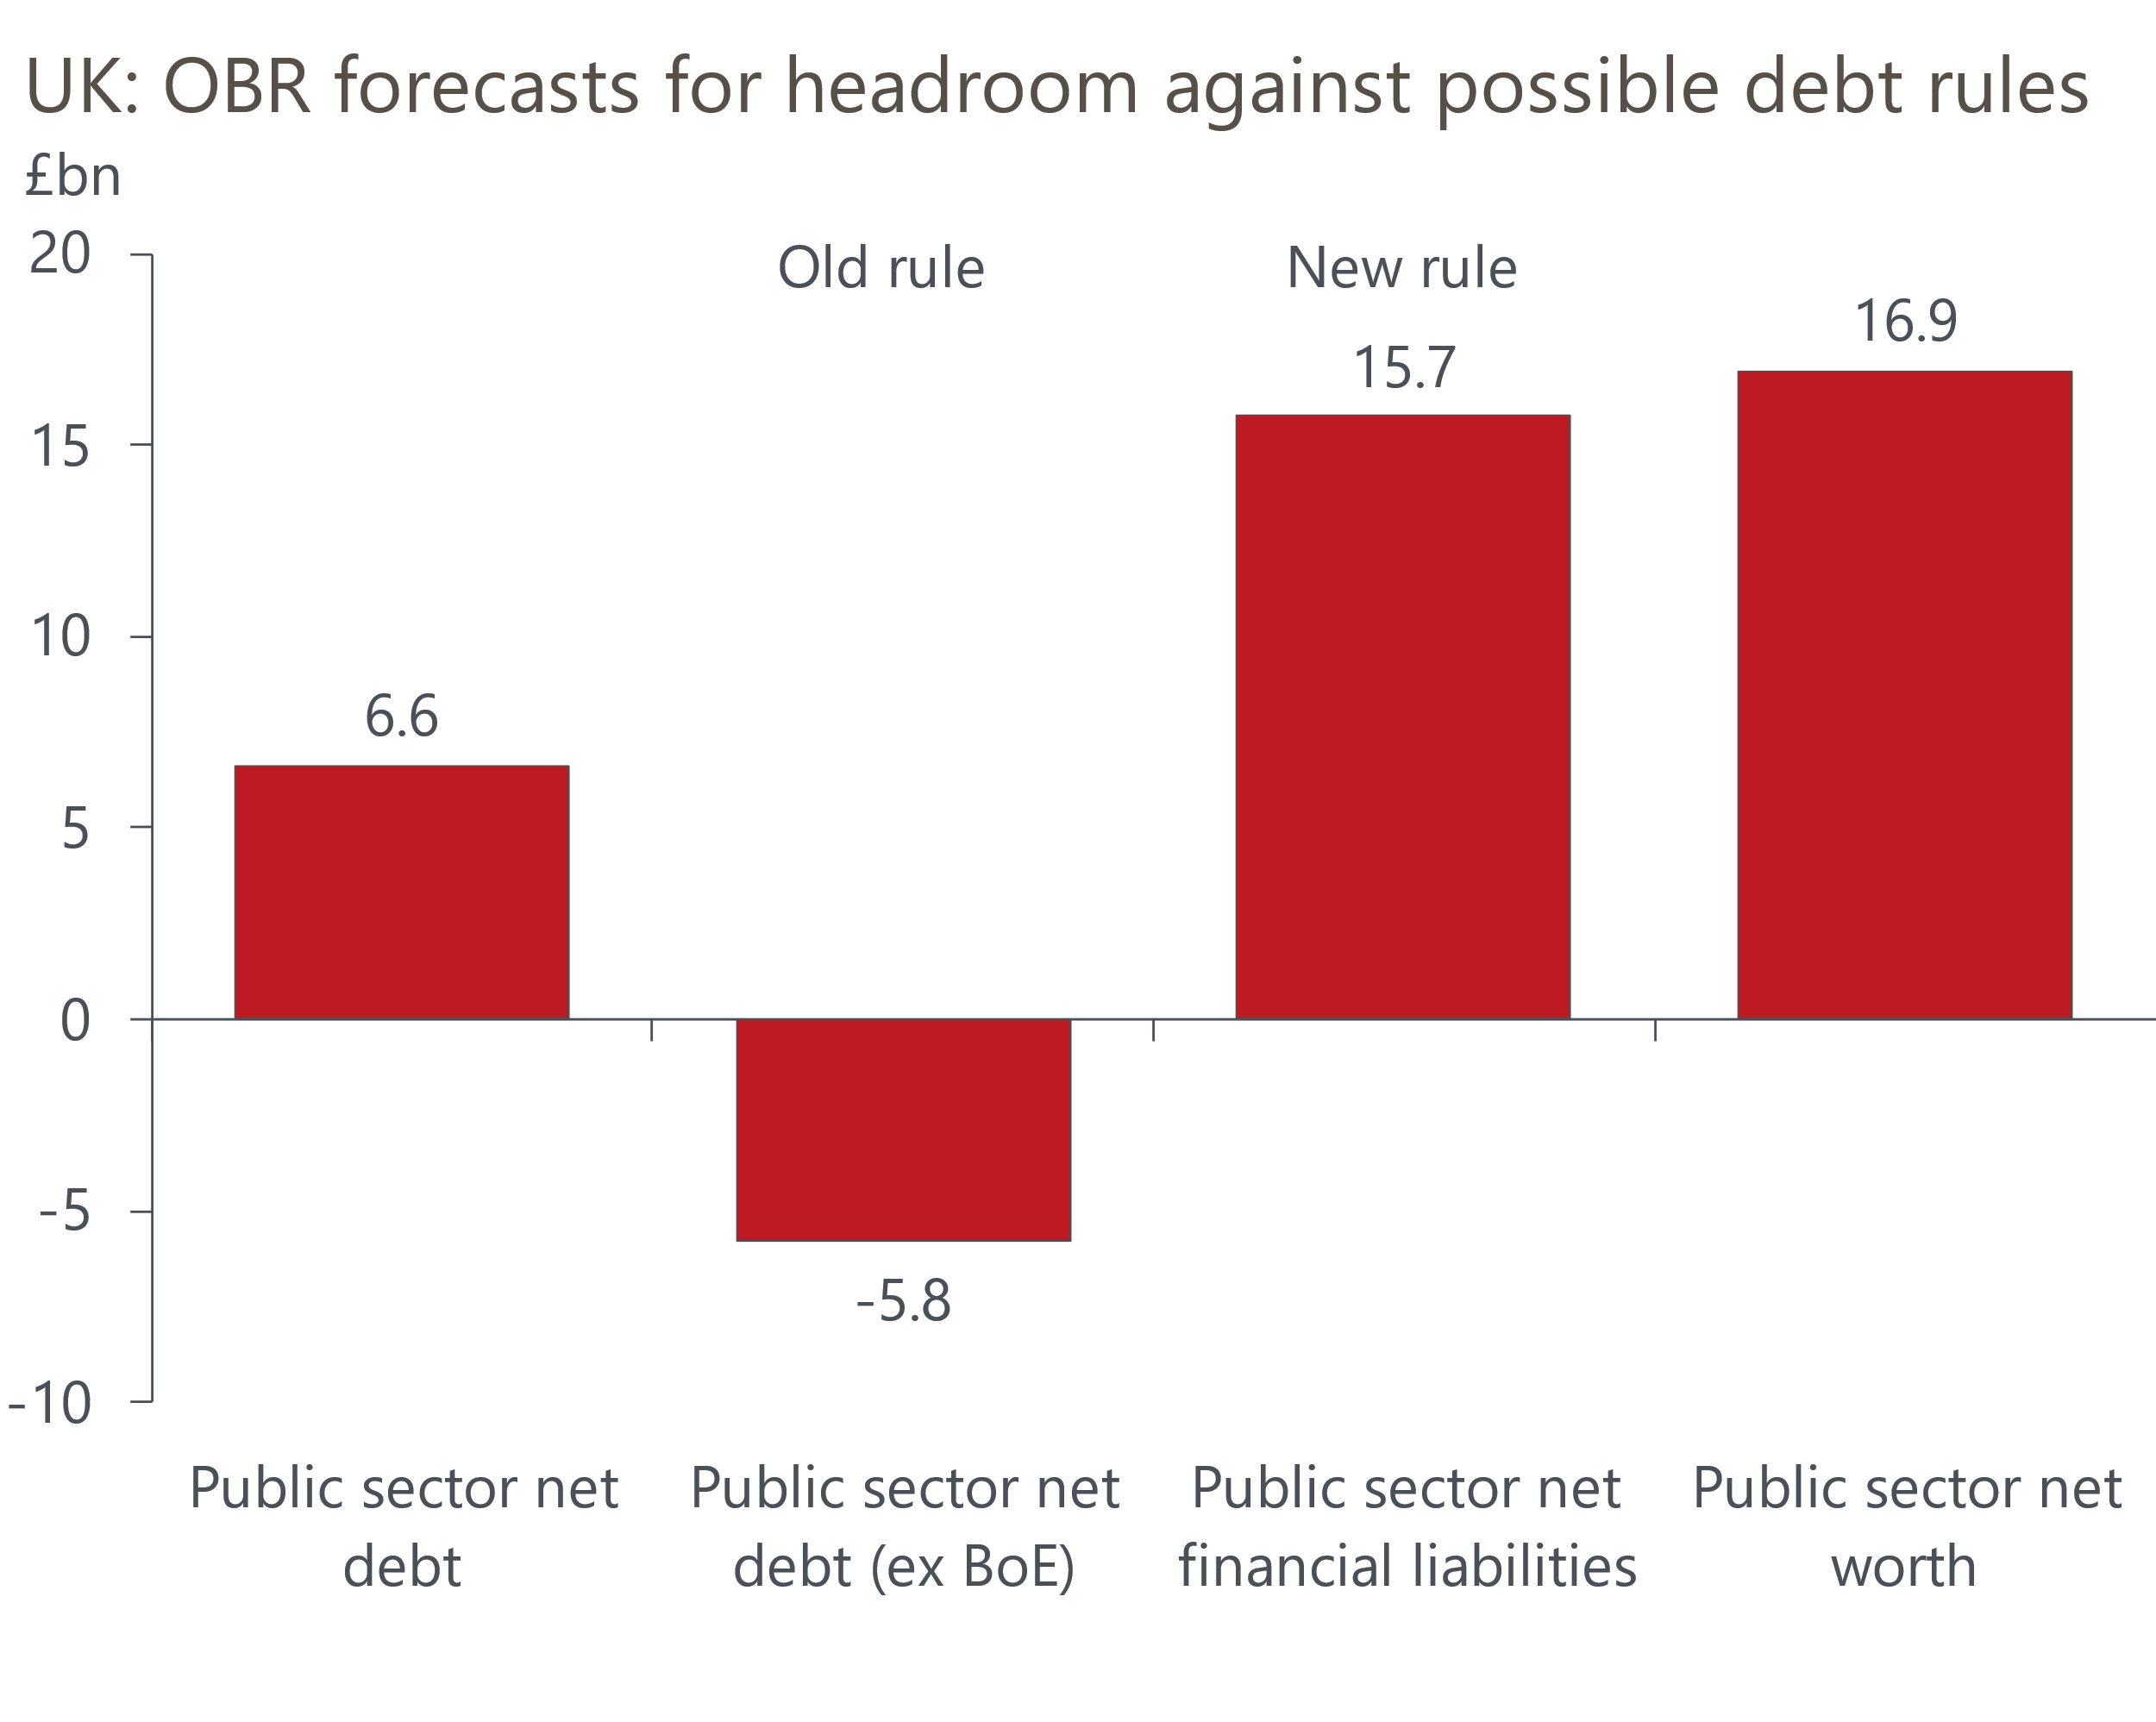 UK: OBR forecasts for headroom against possible debt rules
£bn
20
Old rule
New rule
16.9
15.7
15
10
6.6
5
0
-5
-5.8
-10
Public sector net
debt
Public sector net
debt (ex BoE)
Public sector net
financial liabilities
Public sector net
worth